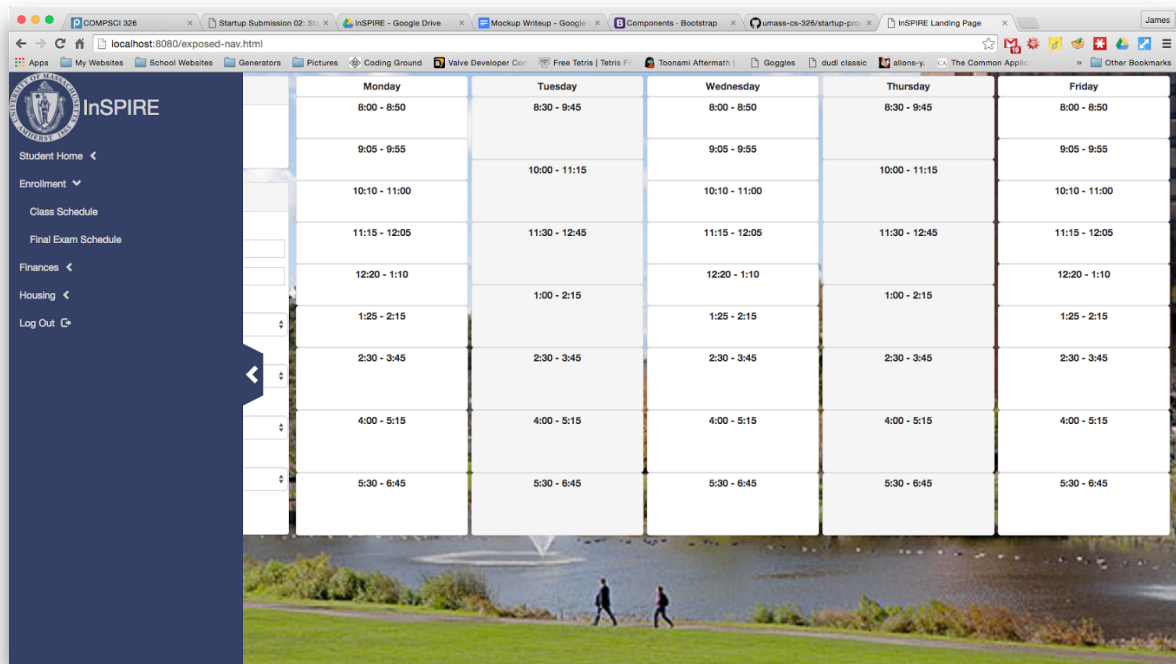 James
COMPSCI 326
Startup Submission 02: St
InSPIRE - Google Drive
Mockup Writeup - Google
Components - Bootstrap
umass-cs-326/startup-pro
InSPIRE Landing Page
localhost:8080/exposed-nav.html
Apps
My Websites
School Websites
Generators
Pictures
Coding Ground
Valve Developer Com
Free Tetris | Tetris Fr
Toonami Aftermath |
Goggles
dudl classic
allons-y.
The Common Applic
»
Other Bookmarks
UNIVERSITY OF MASSACHUSETTS
AMHERST 1863
InSPIRE
Student Home
Enrollment
Class Schedule
Final Exam Schedule
Finances
Housing
Log Out
Monday
8:00 - 8:50
9:05 - 9:55
10:10 - 11:00
11:15 - 12:05
12:20 - 1:10
1:25 - 2:15
2:30 - 3:45
4:00 - 5:15
5:30 - 6:45
Tuesday
8:30 - 9:45
10:00 - 11:15
11:30 - 12:45
1:00 - 2:15
2:30 - 3:45
4:00 - 5:15
5:30 - 6:45
Wednesday
8:00 - 8:50
9:05 - 9:55
10:10 - 11:00
11:15 - 12:05
12:20 - 1:10
1:25 - 2:15
2:30 - 3:45
4:00 - 5:15
5:30 - 6:45
Thursday
8:30 - 9:45
10:00 - 11:15
11:30 - 12:45
1:00 - 2:15
2:30 - 3:45
4:00 - 5:15
5:30 - 6:45
Friday
8:00 - 8:50
9:05 - 9:55
10:10 - 11:00
11:15 - 12:05
12:20 - 1:10
1:25 - 2:15
2:30 - 3:45
4:00 - 5:15
5:30 - 6:45